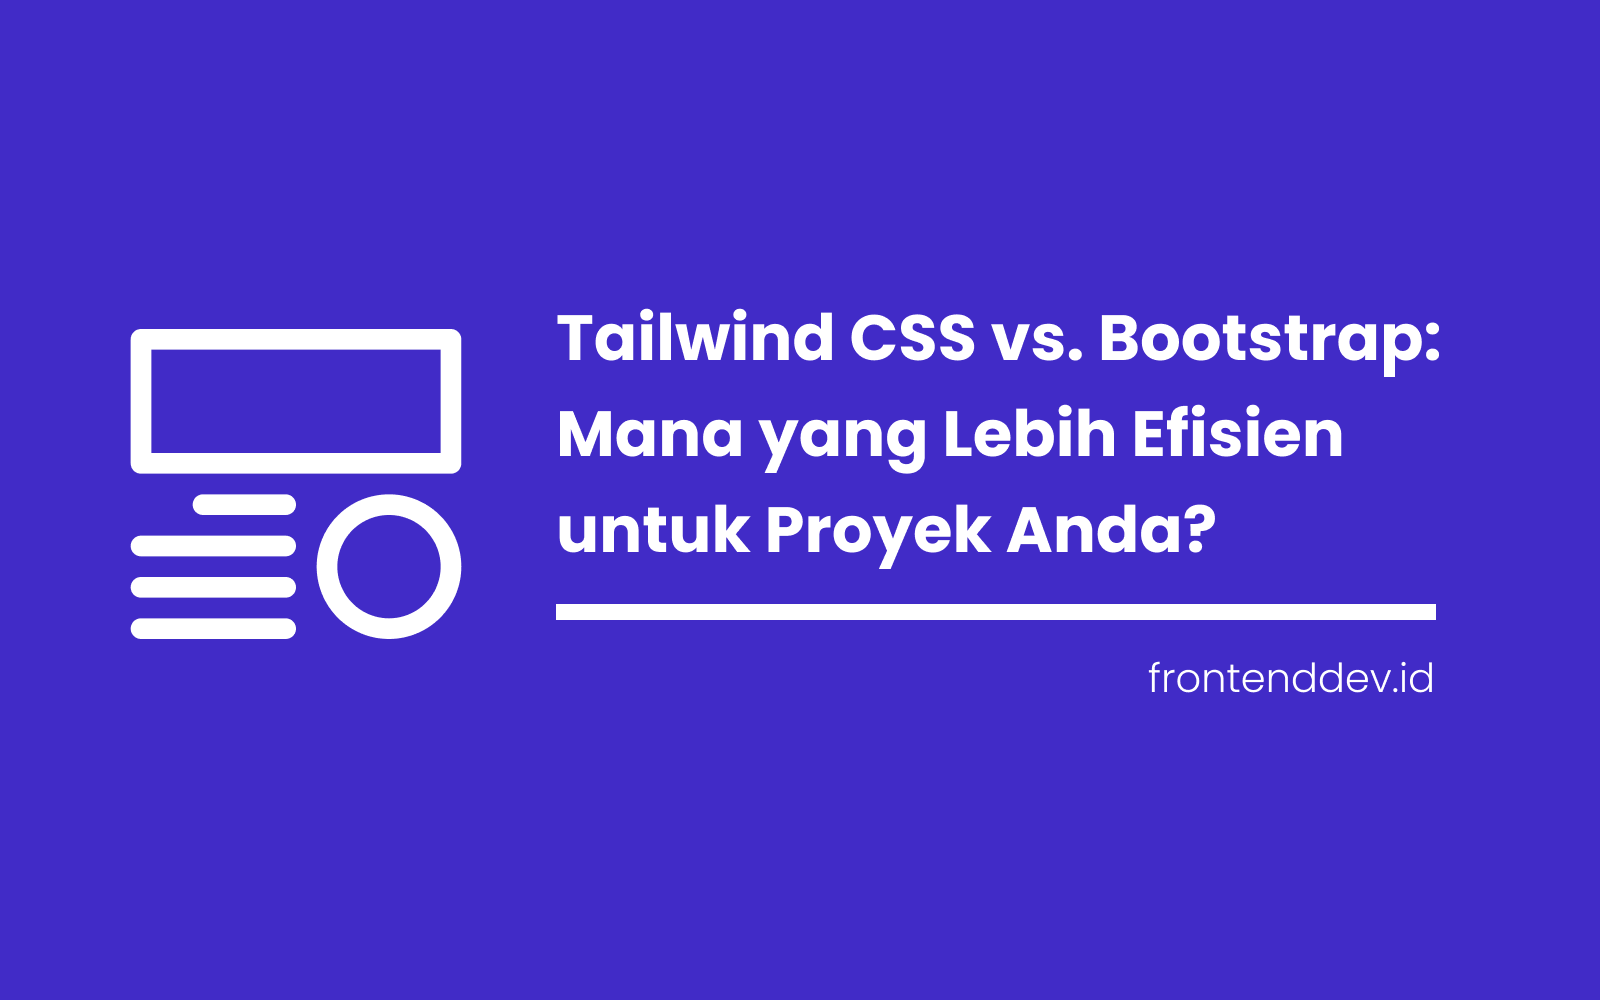 Tailwind CSS vs. Bootstrap:
Mana yang Lebih Efisien
untuk Proyek Anda?
frontenddev.id